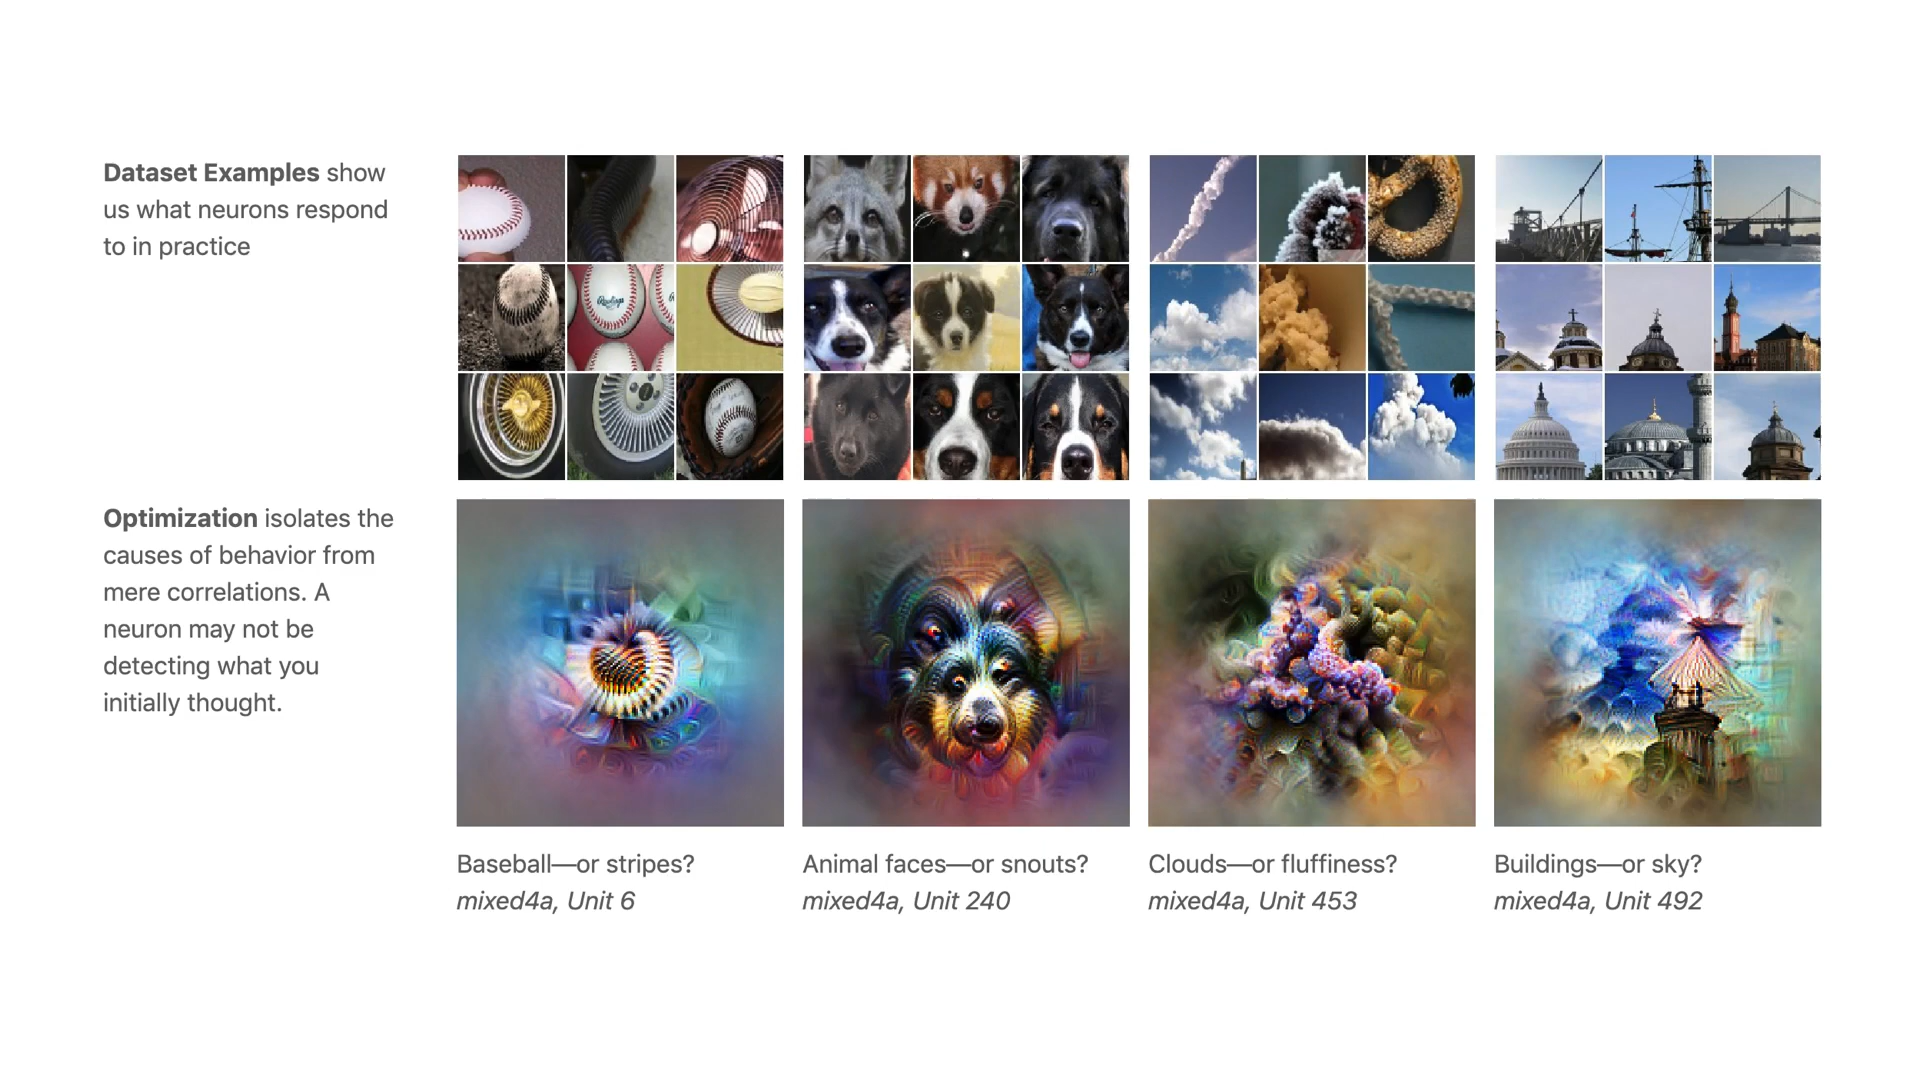 Dataset Examples show
us what neurons respond
to in practice
Rawlings
Optimization isolates the
causes of behavior from
mere correlations. A
neuron may not be
detecting what you
initially thought.
Baseball—or stripes?
mixed4a, Unit 6
Animal faces—or snouts?
mixed4a, Unit 240
Clouds—or fluffiness?
mixed4a, Unit 453
Buildings—or sky?
mixed4a, Unit 492